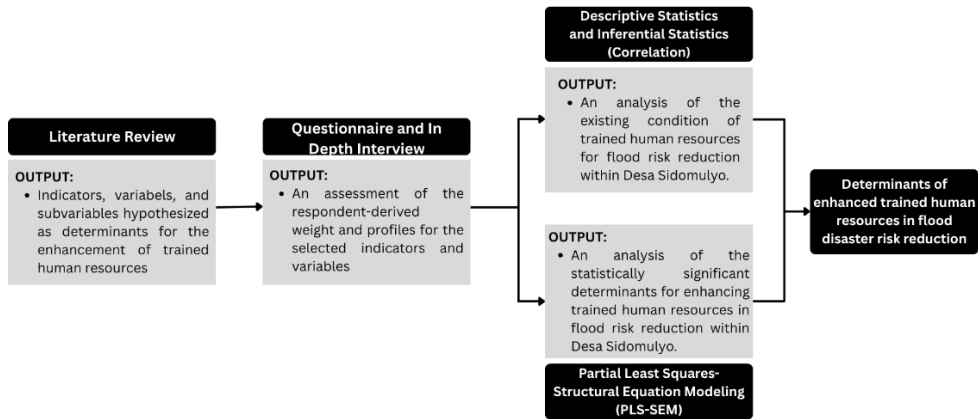 Literature Review
OUTPUT:
• Indicators, variabels, and
subvariables hypothesized
as determinants for the
enhancement of trained
human resources
Questionnaire and In
Depth Interview
OUTPUT:
• An assessment of the
respondent-derived
weight and profiles for the
selected indicators and
variables
Descriptive Statistics
and Inferential Statistics
(Correlation)
OUTPUT:
• An analysis of the
existing condition of
trained human resources
for flood risk reduction
within Desa Sidomulyo.
OUTPUT:
• An analysis of the
statistically significant
determinants for enhancing
trained human resources in
flood risk reduction within
Desa Sidomulyo.
Partial Least Squares-
Structural Equation Modeling
(PLS-SEM)
Determinants of
enhanced trained human
resources in flood
disaster risk reduction